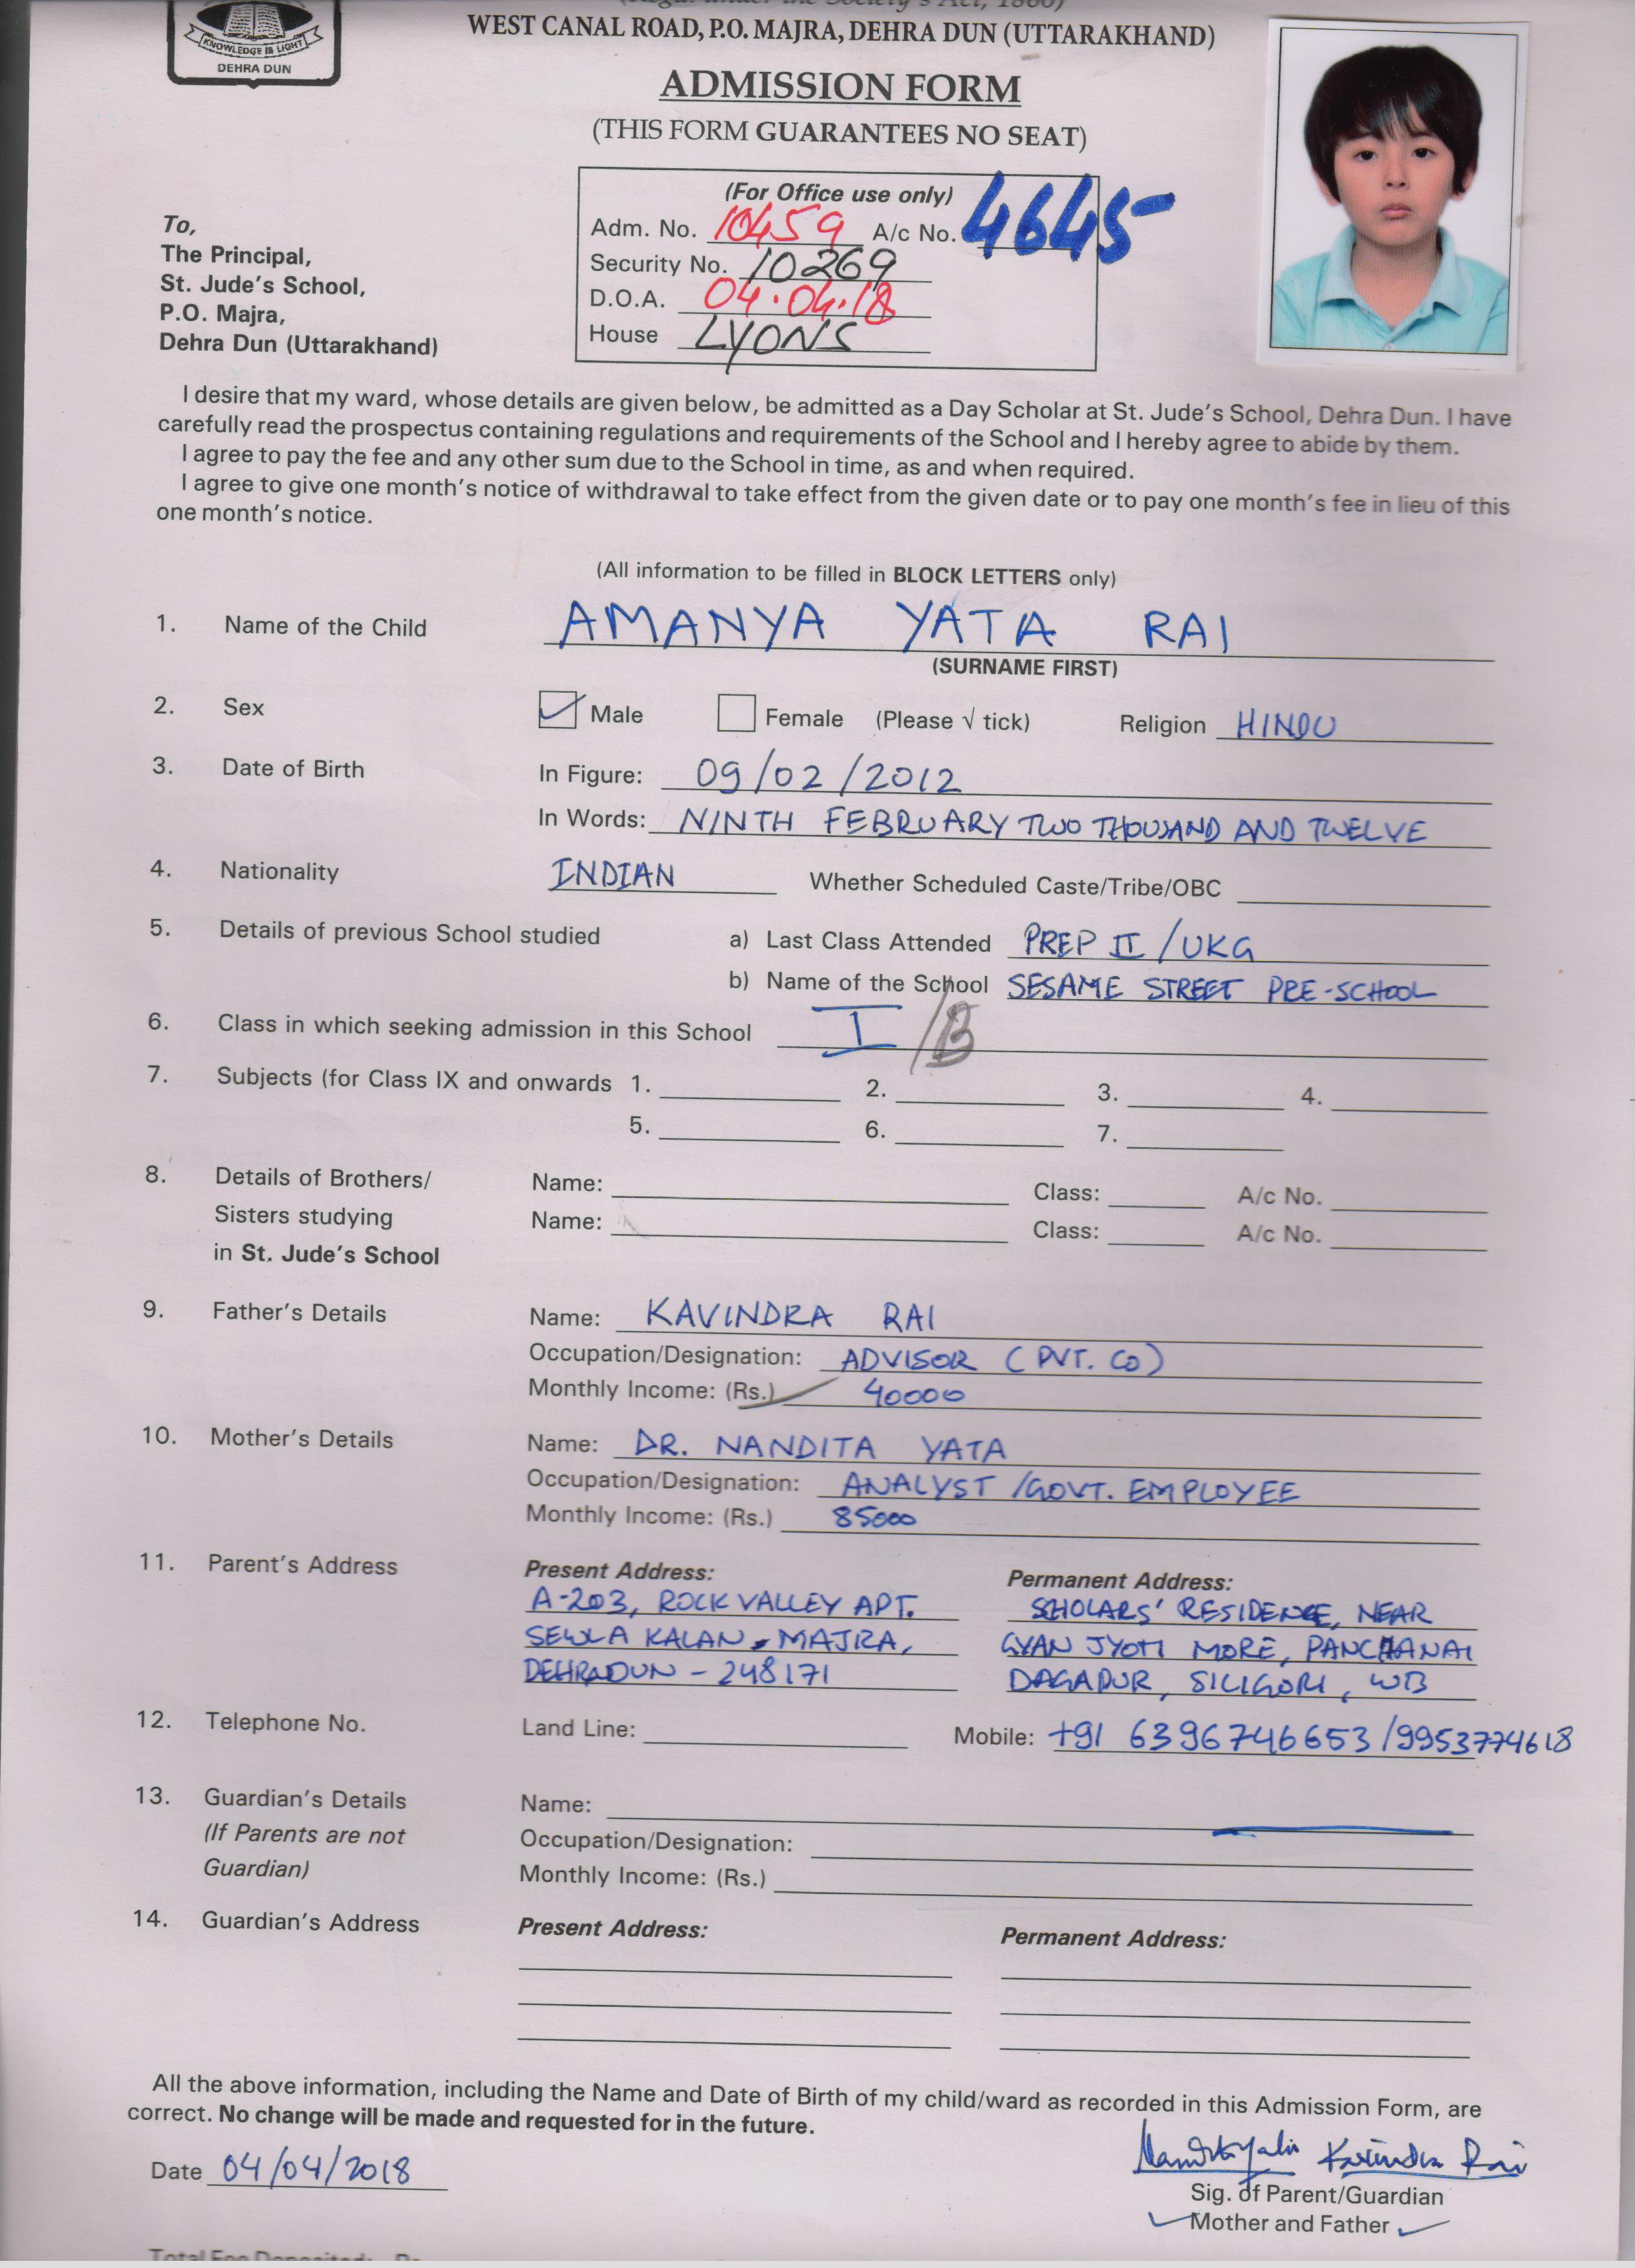 KNOWLEDGE IS LIGHT
DEHRA DUN
WEST CANAL ROAD, P.O. MAJRA, DEHRA DUN (UTTARAKHAND)
ADMISSION FORM
(THIS FORM GUARANTEES NO SEAT)
(For Office use only)
Adm. No. 10459 A/c No. 4645
Security No. 10269
D.O.A. 04.04.18
House LYONS
To,
The Principal,
St. Jude's School,
P.O. Majra,
Dehra Dun (Uttarakhand)
I desire that my ward, whose details are given below, be admitted as a Day Scholar at St. Jude's School, Dehra Dun. I have
carefully read the prospectus containing regulations and requirements of the School and I hereby agree to abide by them.
I agree to pay the fee and any other sum due to the School in time, as and when required.
I agree to give one month's notice of withdrawal to take effect from the given date or to pay one month's fee in lieu of this
one month's notice.
(All information to be filled in BLOCK LETTERS only)
1. Name of the Child AMANYA YATA RAI
(SURNAME FIRST)
2. Sex Male Female (Please √ tick) Religion HINDU
3. Date of Birth In Figure: 09/02/2012
In Words: NINTH FEBRUARY TWO THOUSAND AND TWELVE
4. Nationality INDIAN Whether Scheduled Caste/Tribe/OBC
5. Details of previous School studied a) Last Class Attended PREP II /UKG
b) Name of the School SESAME STREET PRE-SCHOOL
6. Class in which seeking admission in this School I /B
7. Subjects (for Class IX and onwards 1. 2. 3. 4.
5. 6. 7.
8. Details of Brothers/ Name: Class: A/c No.
Sisters studying Name: Class: A/c No.
in St. Jude's School
9. Father's Details Name: KAVINDRA RAI
Occupation/Designation: ADVISOR (PVT. CO)
Monthly Income: (Rs.) 40000
10. Mother's Details Name: DR. NANDITA YATA
Occupation/Designation: ANALYST /GOVT. EMPLOYEE
Monthly Income: (Rs.) 85000
11. Parent's Address Present Address: Permanent Address:
A-203, ROCK VALLEY APT. SCHOLARS' RESIDENCE, NEAR
SEWLA KALAN, MAJRA, GYAN JYOTI MORE, PANCHANAI
DEHRADUN - 248171 DAGAPUR, SILIGORI, WB
12. Telephone No. Land Line: Mobile: +91 6396746653 /9953774618
13. Guardian's Details Name:
(If Parents are not Occupation/Designation:
Guardian) Monthly Income: (Rs.)
14. Guardian's Address Present Address: Permanent Address:
All the above information, including the Name and Date of Birth of my child/ward as recorded in this Admission Form, are
correct. No change will be made and requested for in the future.
Date 04/04/2018 Kavindra Rai
Sig. of Parent/Guardian
Mother and Father